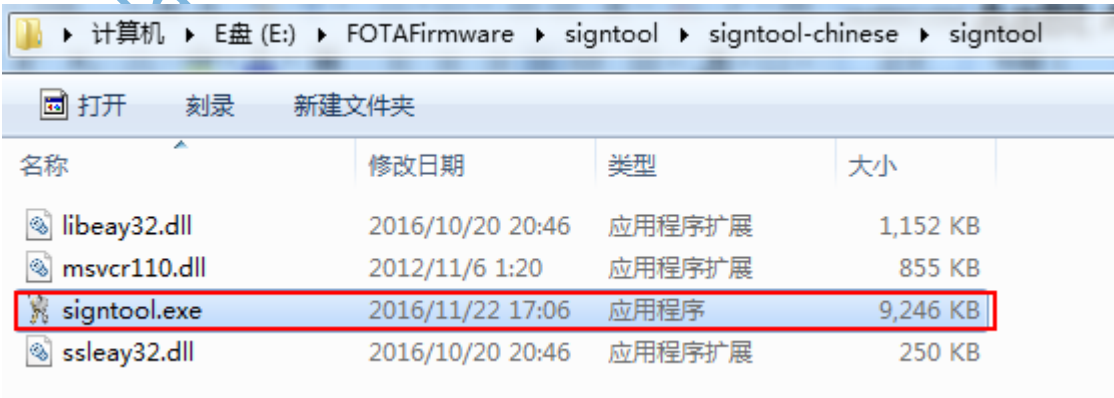 计算机 ▸ E盘 (E:) ▸ FOTAFirmware ▸ signtool ▸ signtool-chinese ▸ signtool
打开 刻录 新建文件夹
名称 修改日期 类型 大小
libeay32.dll 2016/10/20 20:46 应用程序扩展 1,152 KB
msvcr110.dll 2012/11/6 1:20 应用程序扩展 855 KB
signtool.exe 2016/11/22 17:06 应用程序 9,246 KB
ssleay32.dll 2016/10/20 20:46 应用程序扩展 250 KB